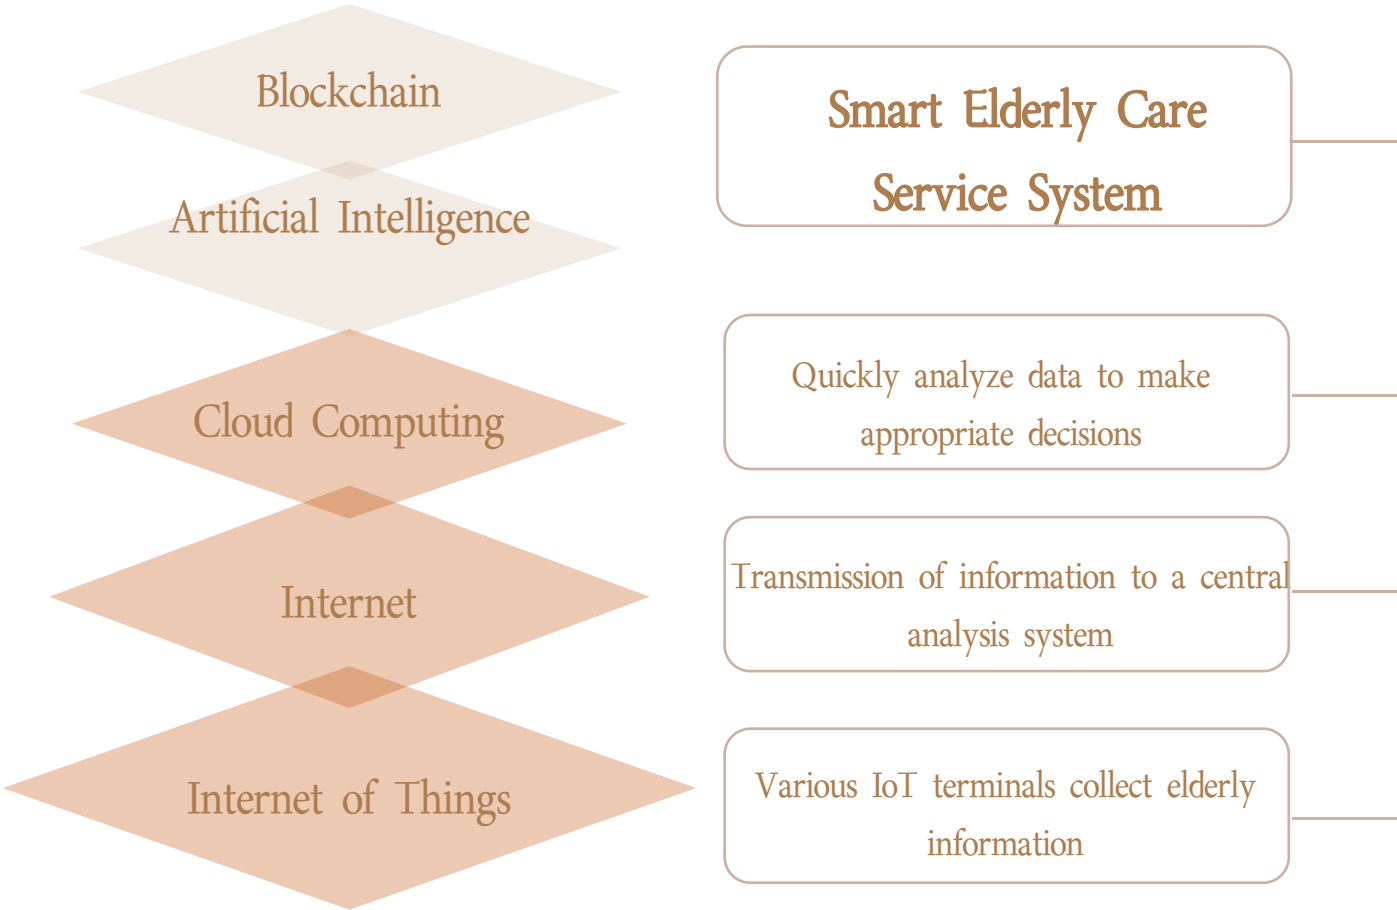 Blockchain
Artificial Intelligence
Cloud Computing
Internet
Internet of Things
Smart Elderly Care
Service System
Quickly analyze data to make
appropriate decisions
Transmission of information to a central
analysis system
Various IoT terminals collect elderly
information